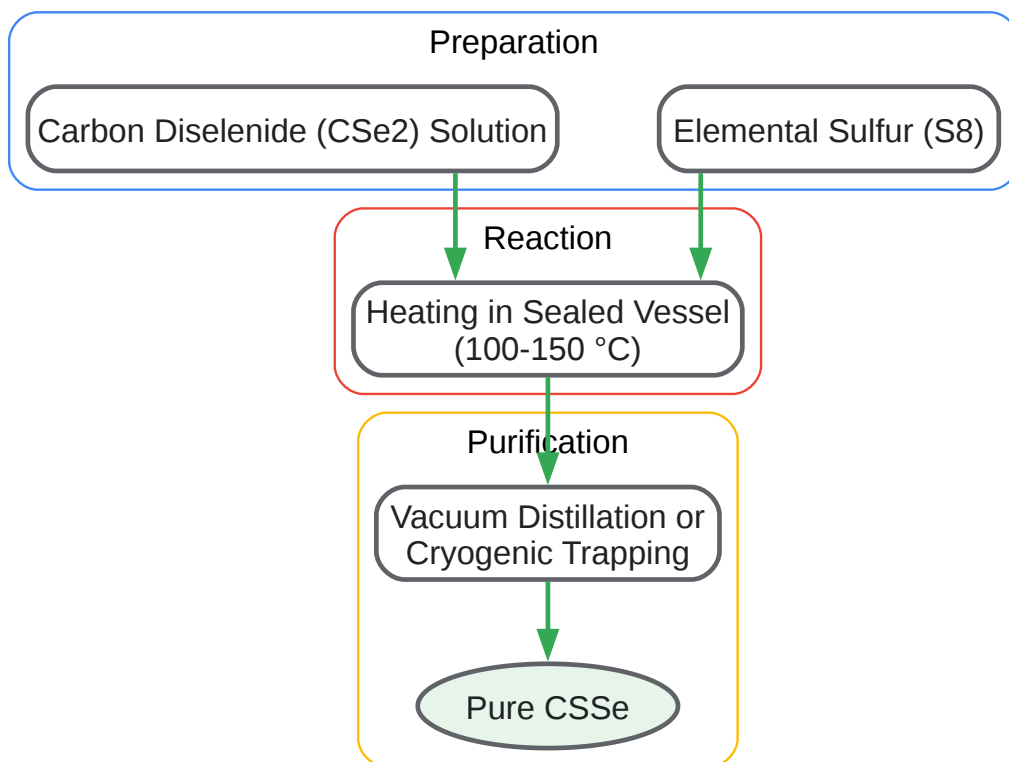 Preparation
Carbon Diselenide (CSe2) Solution
Elemental Sulfur (S8)
Reaction
Heating in Sealed Vessel
(100-150 °C)
Purification
Vacuum Distillation or
Cryogenic Trapping
Pure CSSe